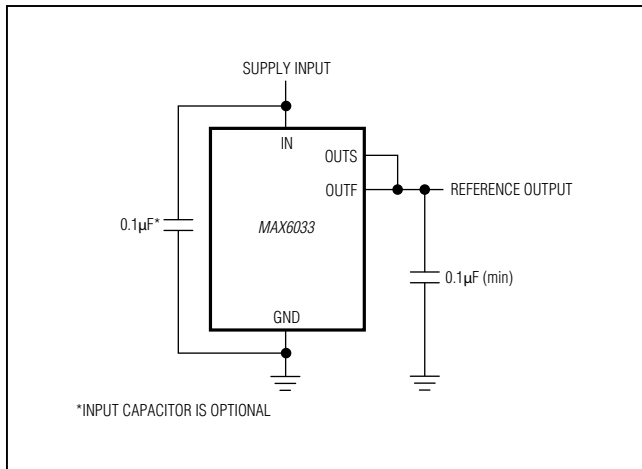 SUPPLY INPUT
IN
OUTS
OUTF
REFERENCE OUTPUT
0.1µF*
MAX6033
0.1µF (min)
GND
*INPUT CAPACITOR IS OPTIONAL